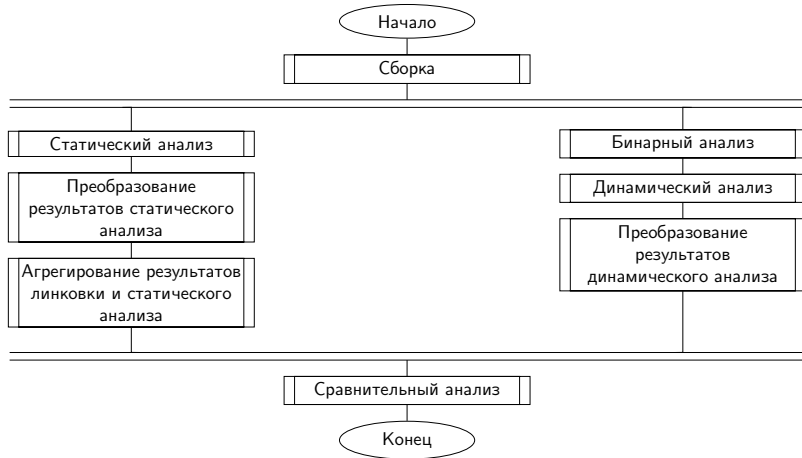 Начало
Сборка
Статический анализ
Преобразование
результатов статического
анализа
Агрегирование результатов
линковки и статического
анализа
Бинарный анализ
Динамический анализ
Преобразование
результатов
динамического анализа
Сравнительный анализ
Конец